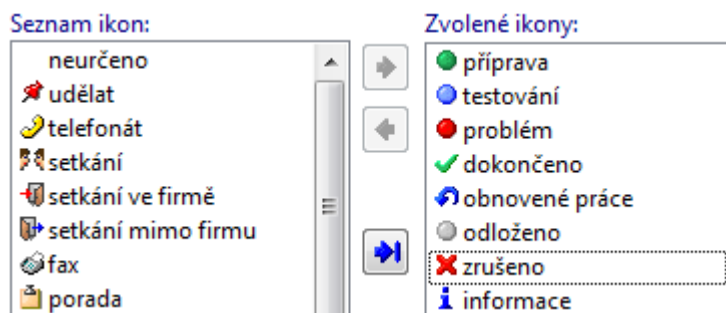 Seznam ikon:
neurčeno
udělat
telefonát
setkání
setkání ve firmě
setkání mimo firmu
fax
porada
Zvolené ikony:
příprava
testování
problém
dokončeno
obnovené práce
odloženo
zrušeno
informace